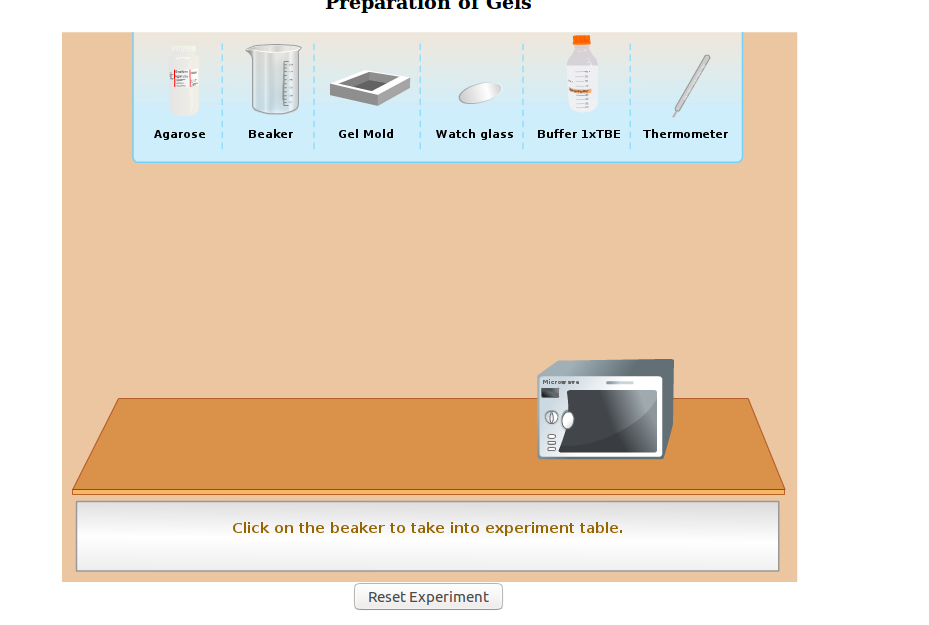 Preparation of Gels
Agarose Beaker Gel Mold Watch glass Buffer 1xTBE Thermometer
Microwave
Click on the beaker to take into experiment table.
Reset Experiment